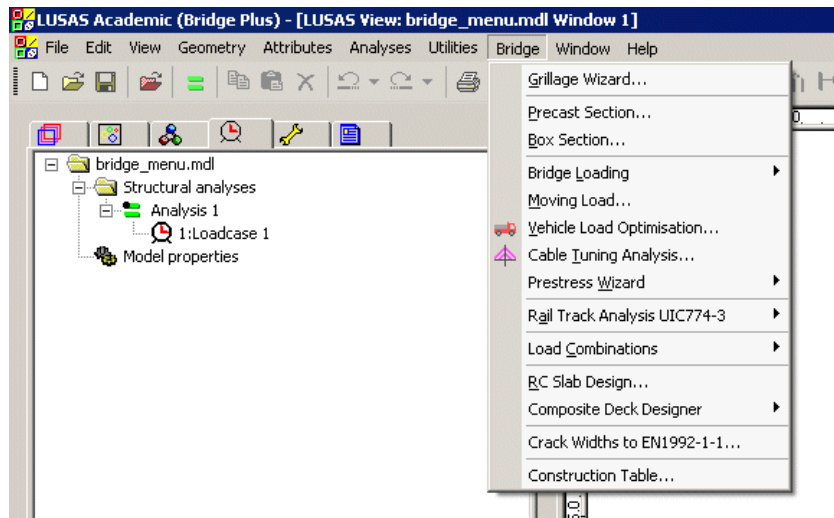 LUSAS Academic (Bridge Plus) - [LUSAS View: bridge_menu.mdl Window 1]
File Edit View Geometry Attributes Analyses Utilities Bridge Window Help
Grillage Wizard...
Precast Section...
Box Section...
Bridge Loading
Moving Load...
Vehicle Load Optimisation...
Cable Tuning Analysis...
Prestress Wizard
Rail Track Analysis UIC774-3
Load Combinations
RC Slab Design...
Composite Deck Designer
Crack Widths to EN1992-1-1...
Construction Table...
bridge_menu.mdl
Structural analyses
Analysis 1
1:Loadcase 1
Model properties